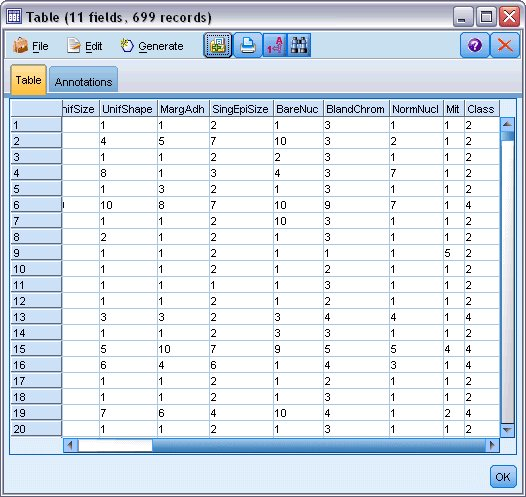 Table (11 fields, 699 records)
File Edit Generate
Table Annotations
nifSize UnifShape MargAdh SingEpiSize BareNuc BlandChrom NormNucl Mit Class
1 1 1 2 1 3 1 1 2
2 4 5 7 10 3 2 1 2
3 1 1 2 2 3 1 1 2
4 8 1 3 4 3 7 1 2
5 1 3 2 1 3 1 1 2
6 10 8 7 10 9 7 1 4
7 1 1 2 10 3 1 1 2
8 2 1 2 1 3 1 1 2
9 1 1 2 1 1 1 5 2
10 1 1 2 1 2 1 1 2
11 1 1 1 1 3 1 1 2
12 1 1 2 1 2 1 1 2
13 3 3 2 3 4 4 1 4
14 1 1 2 3 3 1 1 2
15 5 10 7 9 5 5 4 4
16 6 4 6 1 4 3 1 4
17 1 1 2 1 2 1 1 2
18 1 1 2 1 3 1 1 2
19 7 6 4 10 4 1 2 4
20 1 1 2 1 3 1 1 2
OK